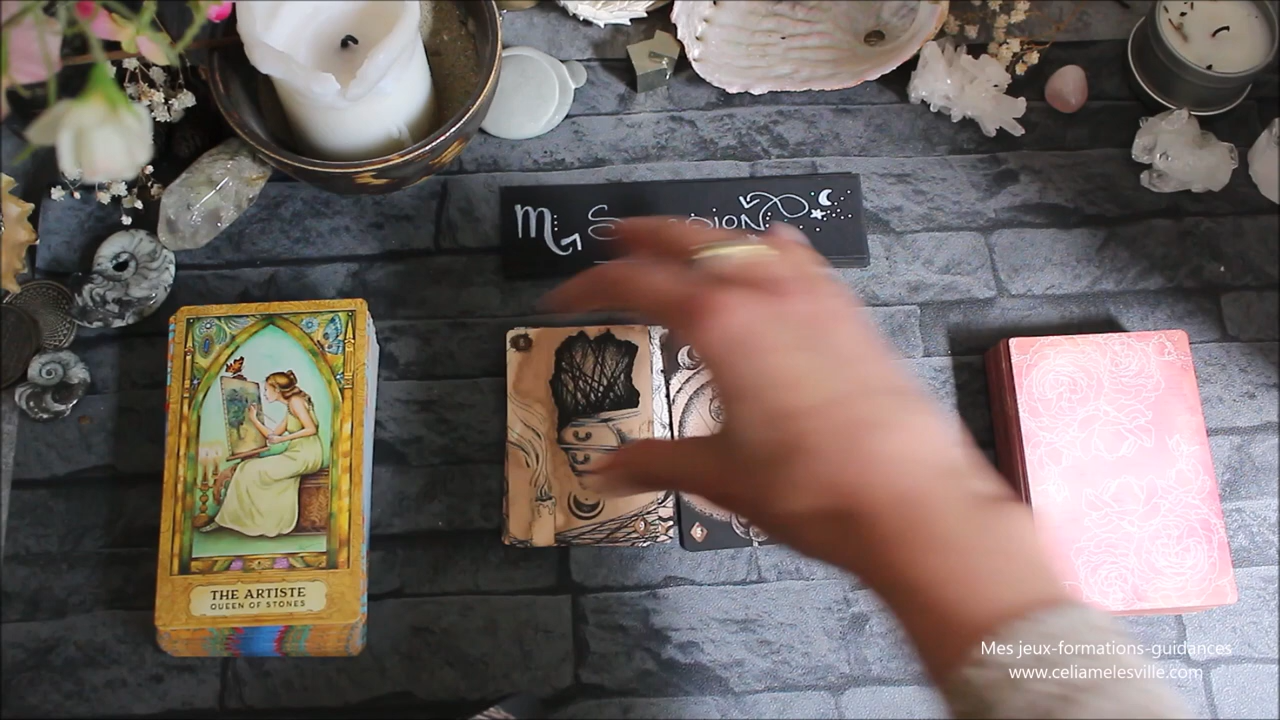 THE ARTISTE
QUEEN OF STONES
Mes jeux-formations-guidances
www.celiamelesville.com